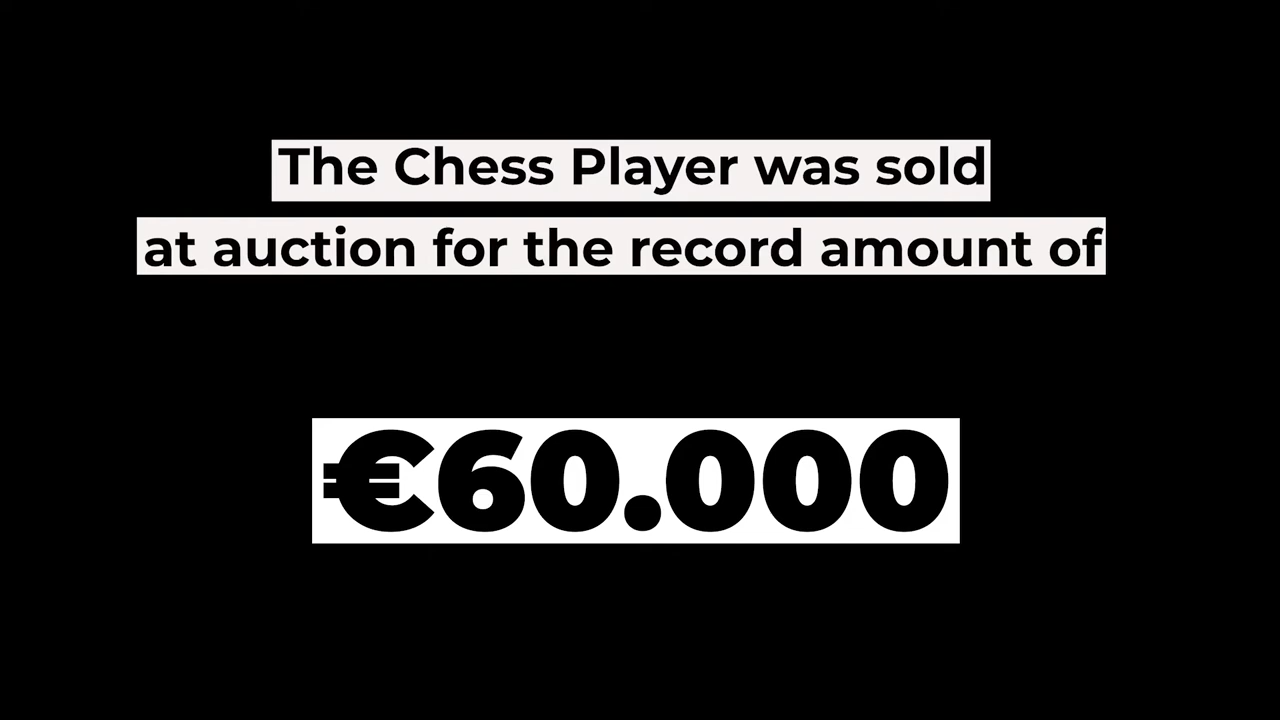 The Chess Player was sold
at auction for the record amount of
€60.000